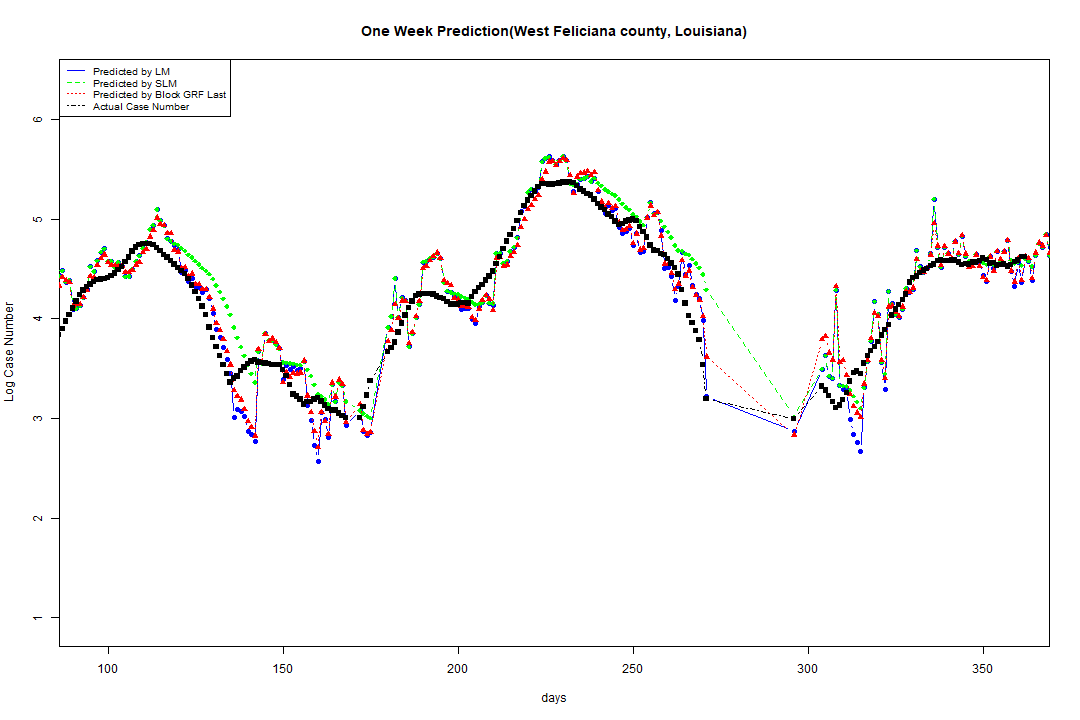 One Week Prediction(West Feliciana county, Louisiana)
Predicted by LM
Predicted by SLM
Predicted by Block GRF Last
Actual Case Number
Log Case Number
6
5
4
3
2
1
100 150 200 250 300 350
days